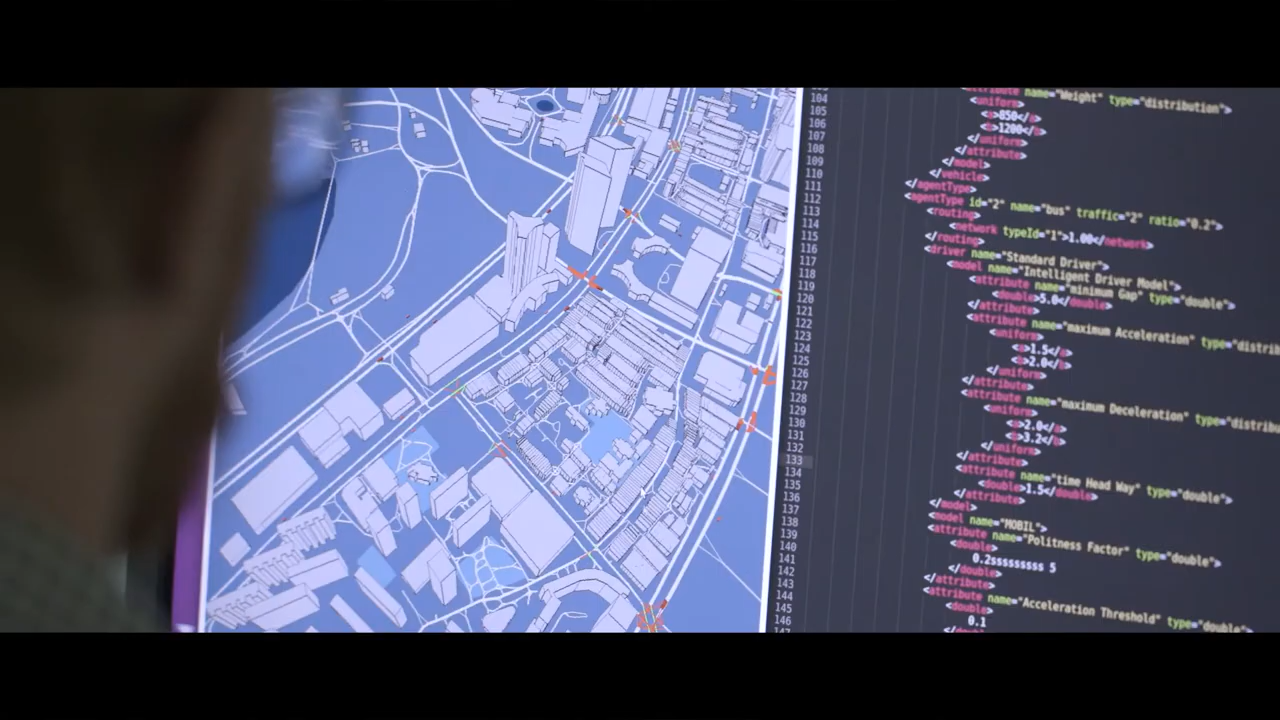 103
104
attribute name="Weight" type="distribution">
105
<uniform>
106
<a>850</a>
107
<b>1200</b>
108
</uniform>
109
</attribute>
110
</model>
111
</vehicle>
112
</agentType>
113
<agentType id="2" name="bus" traffic="2" ratio="0.2">
114
<routing>
115
<network typeId="1">1.00</network>
116
</routing>
117
<driver name="Standard Driver">
118
<model name="Intelligent Driver Model">
119
<attribute name="minimum Gap" type="double">
120
<double>5.0</double>
121
</attribute>
122
<attribute name="maximum Acceleration" type="distrib
123
<uniform>
124
<a>1.5</a>
125
<b>2.0</b>
126
</uniform>
127
</attribute>
128
<attribute name="maximum Deceleration" type="distribu
129
<uniform>
130
<a>2.0</a>
131
<b>3.2</b>
132
</uniform>
133
</attribute>
134
<attribute name="time Head Way" type="double">
135
<double>1.5</double>
136
</attribute>
137
</model>
138
<model name="MOBIL">
139
<attribute name="Politness Factor" type="double">
140
<double>
141
0.2sssssssss 5
142
</double>
143
</attribute>
144
<attribute name="Acceleration Threshold" type="double">
145
<double>
146
0.1